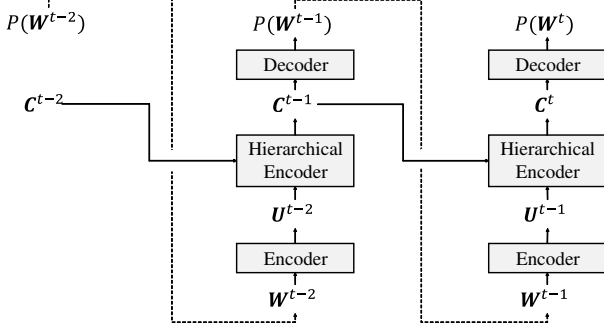 P(W^{t−2}) P(W^{t−1}) P(W^t)
Decoder Decoder
C^{t−2} C^{t−1} C^t
Hierarchical Encoder Hierarchical Encoder
U^{t−2} U^{t−1}
Encoder Encoder
W^{t−2} W^{t−1}